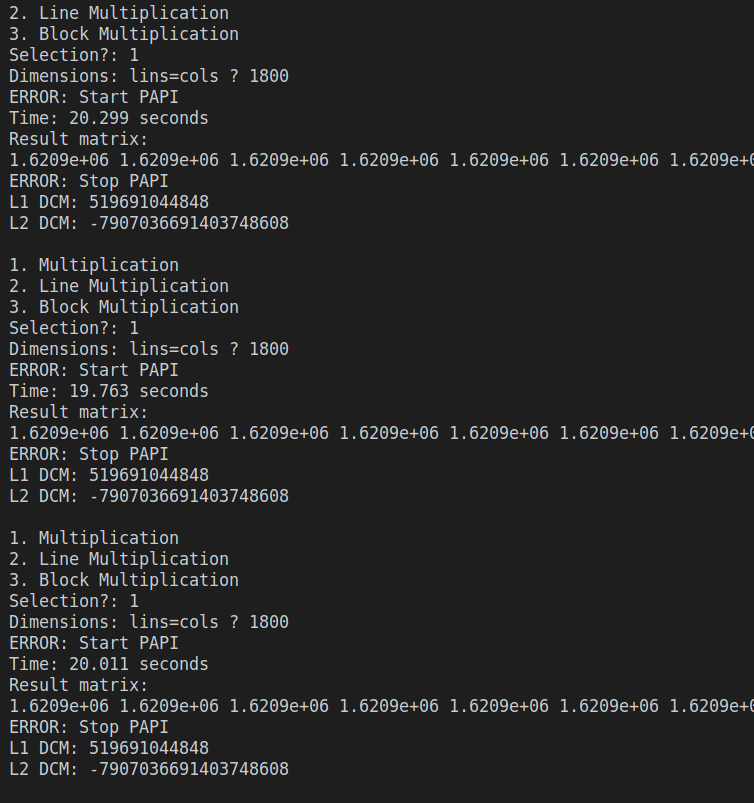 2. Line Multiplication
3. Block Multiplication
Selection?: 1
Dimensions: lins=cols ? 1800
ERROR: Start PAPI
Time: 20.299 seconds
Result matrix:
1.6209e+06 1.6209e+06 1.6209e+06 1.6209e+06 1.6209e+06 1.6209e+06 1.6209e+0
ERROR: Stop PAPI
L1 DCM: 519691044848
L2 DCM: -7907036691403748608
1. Multiplication
2. Line Multiplication
3. Block Multiplication
Selection?: 1
Dimensions: lins=cols ? 1800
ERROR: Start PAPI
Time: 19.763 seconds
Result matrix:
1.6209e+06 1.6209e+06 1.6209e+06 1.6209e+06 1.6209e+06 1.6209e+06 1.6209e+0
ERROR: Stop PAPI
L1 DCM: 519691044848
L2 DCM: -7907036691403748608
1. Multiplication
2. Line Multiplication
3. Block Multiplication
Selection?: 1
Dimensions: lins=cols ? 1800
ERROR: Start PAPI
Time: 20.011 seconds
Result matrix:
1.6209e+06 1.6209e+06 1.6209e+06 1.6209e+06 1.6209e+06 1.6209e+06 1.6209e+0
ERROR: Stop PAPI
L1 DCM: 519691044848
L2 DCM: -7907036691403748608